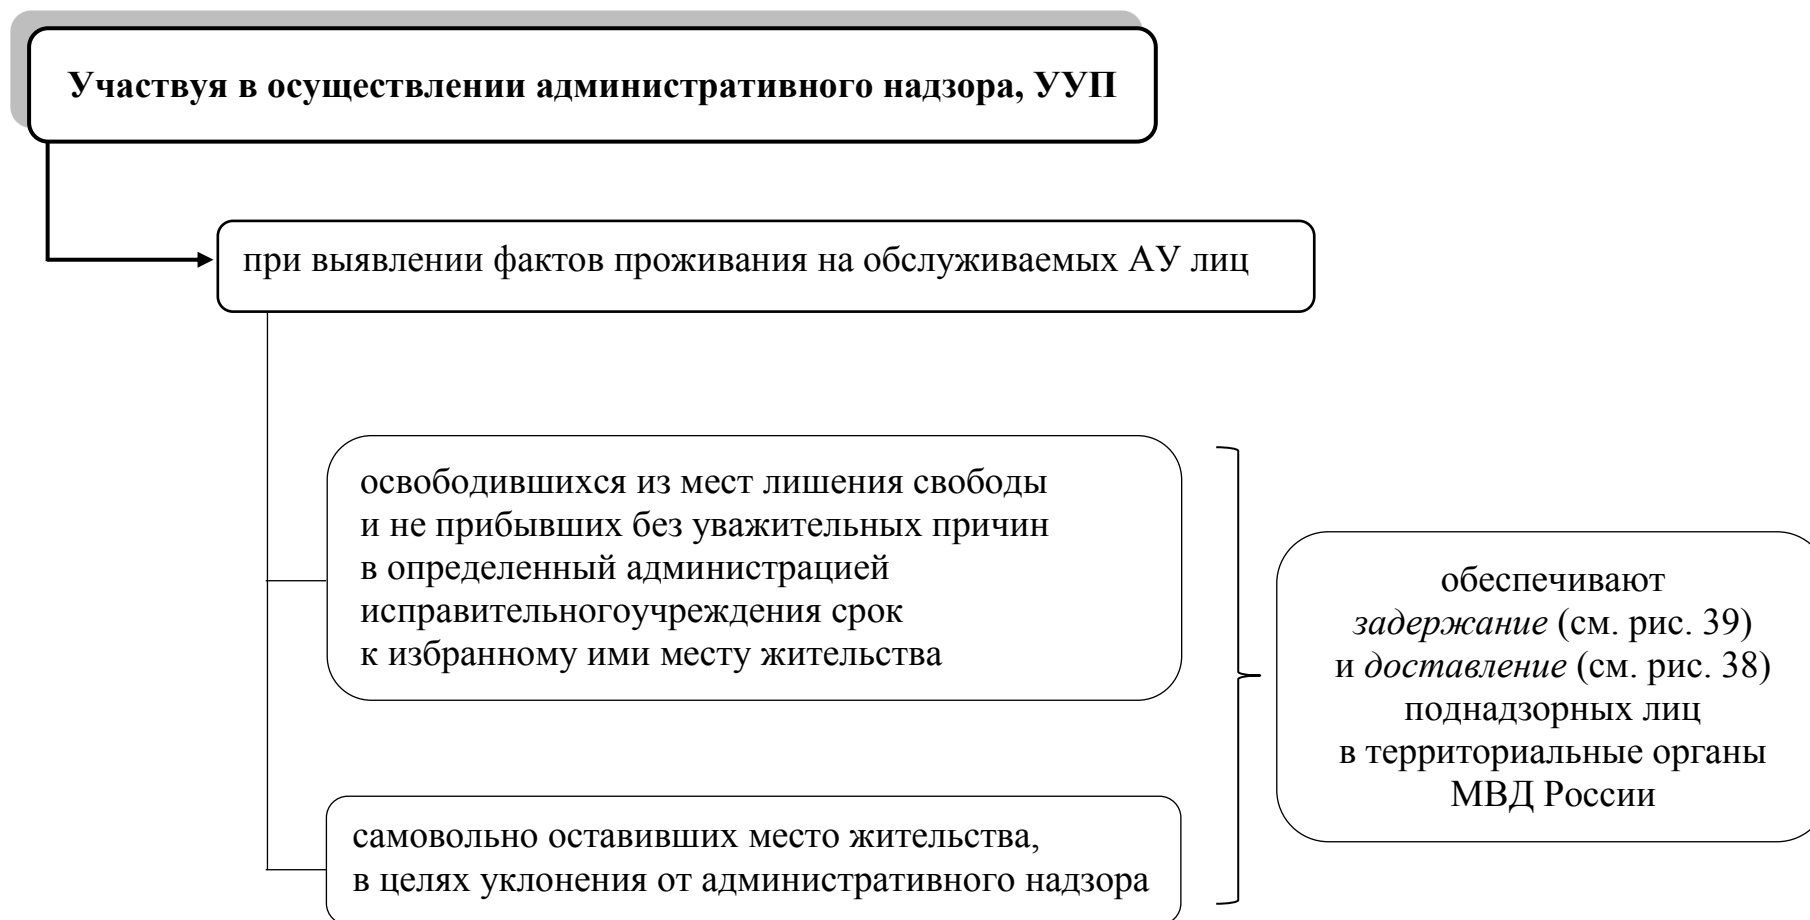 Участвуя в осуществлении административного надзора, УУП
при выявлении фактов проживания на обслуживаемых АУ лиц
освободившихся из мест лишения свободы
и не прибывших без уважительных причин
в определенный администрацией
исправительногоучреждения срок
к избранному ими месту жительства
самовольно оставивших место жительства,
в целях уклонения от административного надзора
обеспечивают
задержание (см. рис. 39)
и доставление (см. рис. 38)
поднадзорных лиц
в территориальные органы
МВД России